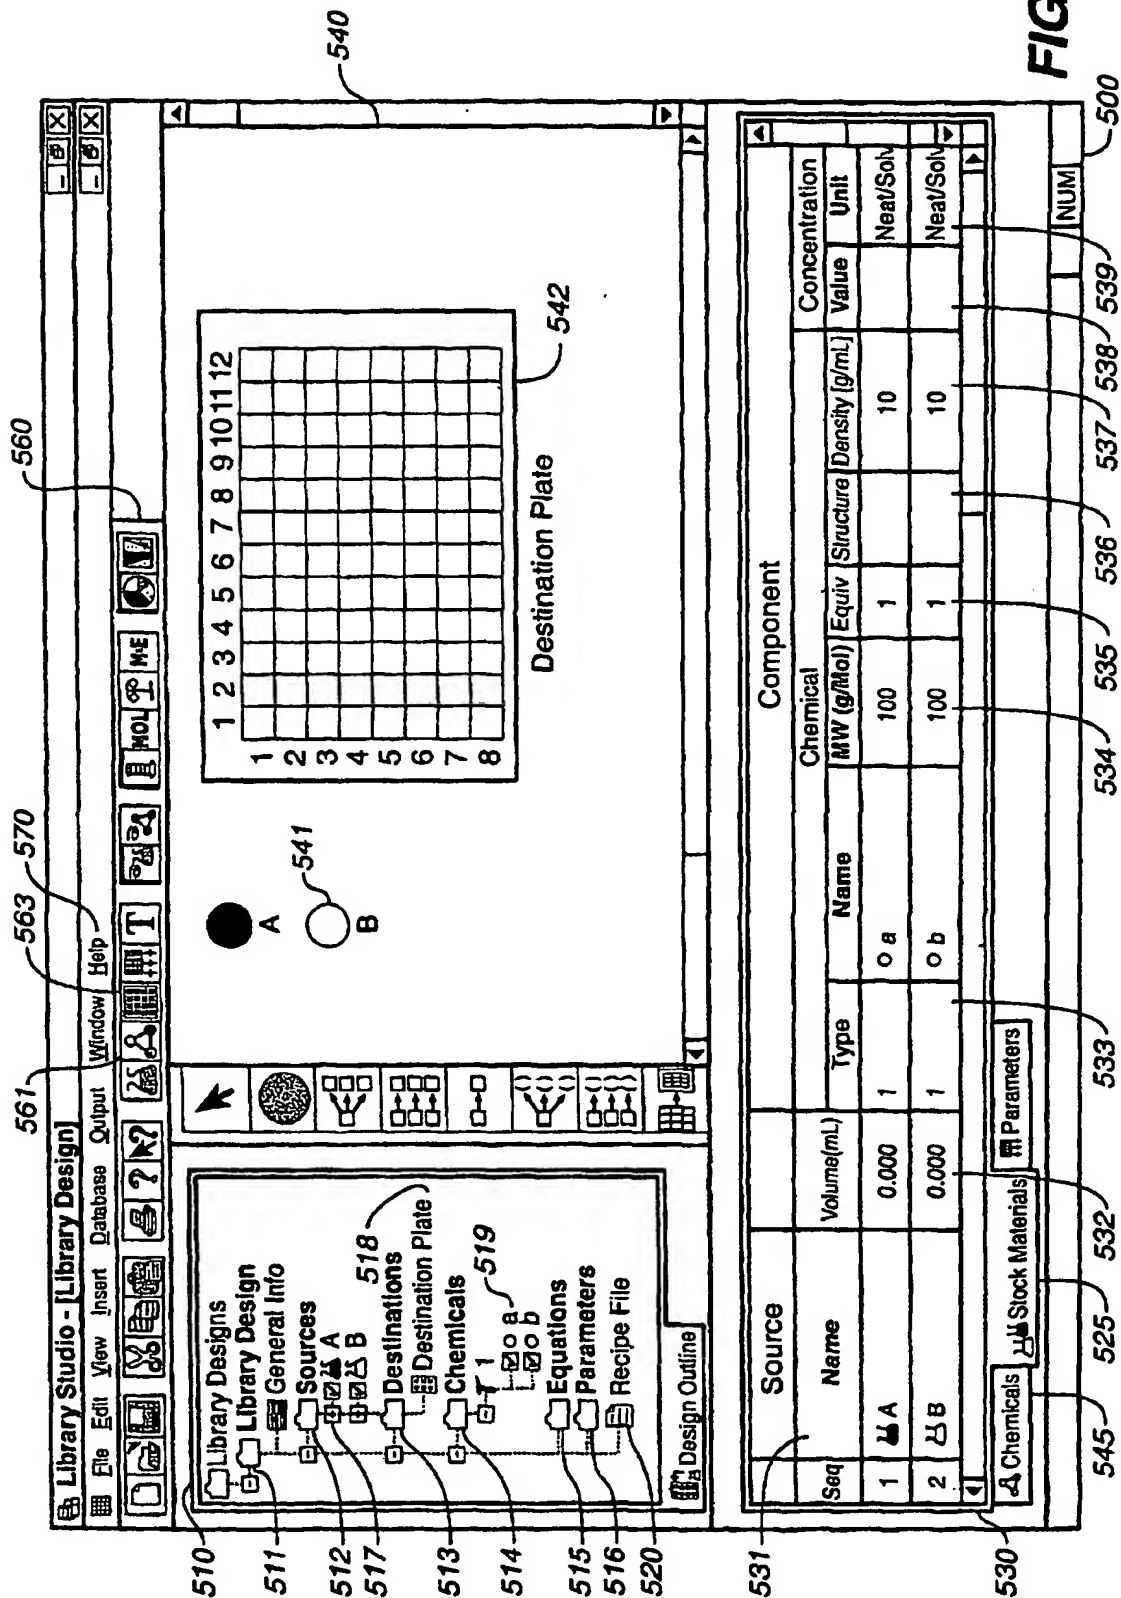 FIG
Library Studio - [Library Design]
File Edit View Insert Database Output Window Help
561
563
570
560
540
T
MOL
M·E
? ?
510
511
512
517
513
514
515
516
520
Library Designs
Library Design
General Info
Sources
A
B
Destinations
518
Destination Plate
Chemicals
519
1
a
b
Equations
Parameters
Recipe File
Design Outline
A
541
B
1 2 3 4 5 6 7 8 9 10 11 12
1
2
3
4
5
6
7
8
542
Destination Plate
531
Source Component
Chemical Concentration
Seq Name Volume(mL) Type Name MW (g/Mol) Equiv Structure Density [g/mL] Value Unit
1 A 0.000 1 a 100 1 10 Neat/Solv
2 B 0.000 1 b 100 1 10 Neat/Solv
Chemicals Stock Materials Parameters
NUM
530
545
525
532
533
534
535
536
537
538
539
500